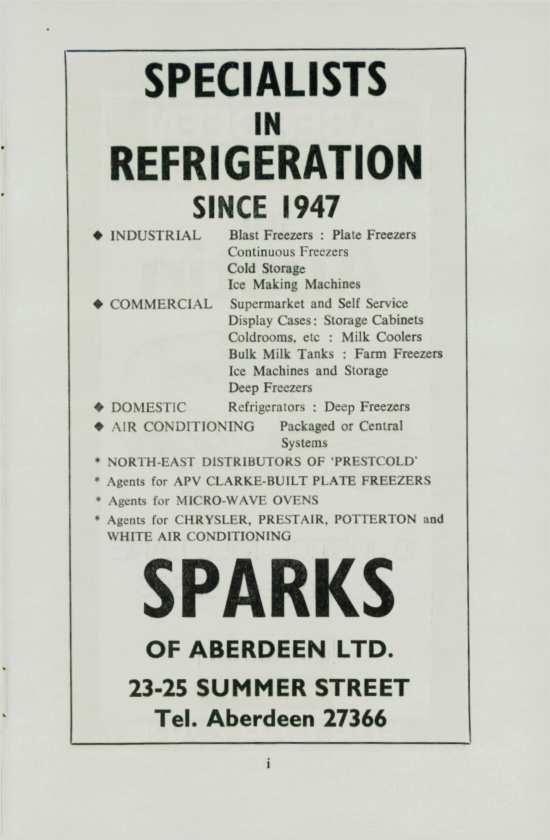 SPECIALISTS
IN
REFRIGERATION
SINCE 1947
◆ INDUSTRIAL Blast Freezers : Plate Freezers
Continuous Freezers
Cold Storage
Ice Making Machines
◆ COMMERCIAL Supermarket and Self Service
Display Cases: Storage Cabinets
Coldrooms, etc : Milk Coolers
Bulk Milk Tanks : Farm Freezers
Ice Machines and Storage
Deep Freezers
◆ DOMESTIC Refrigerators : Deep Freezers
◆ AIR CONDITIONING Packaged or Central
Systems
* NORTH-EAST DISTRIBUTORS OF 'PRESTCOLD'
* Agents for APV CLARKE-BUILT PLATE FREEZERS
* Agents for MICRO-WAVE OVENS
* Agents for CHRYSLER, PRESTAIR, POTTERTON and
WHITE AIR CONDITIONING
SPARKS
OF ABERDEEN LTD.
23-25 SUMMER STREET
Tel. Aberdeen 27366
i